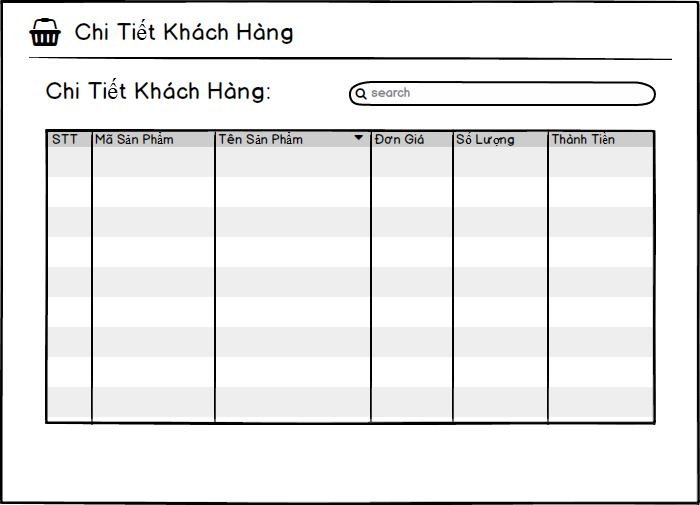 Chi Tiết Khách Hàng
Chi Tiết Khách Hàng:
search
STT Mã Sản Phẩm Tên Sản Phẩm Đơn Giá Số Lượng Thành Tiền